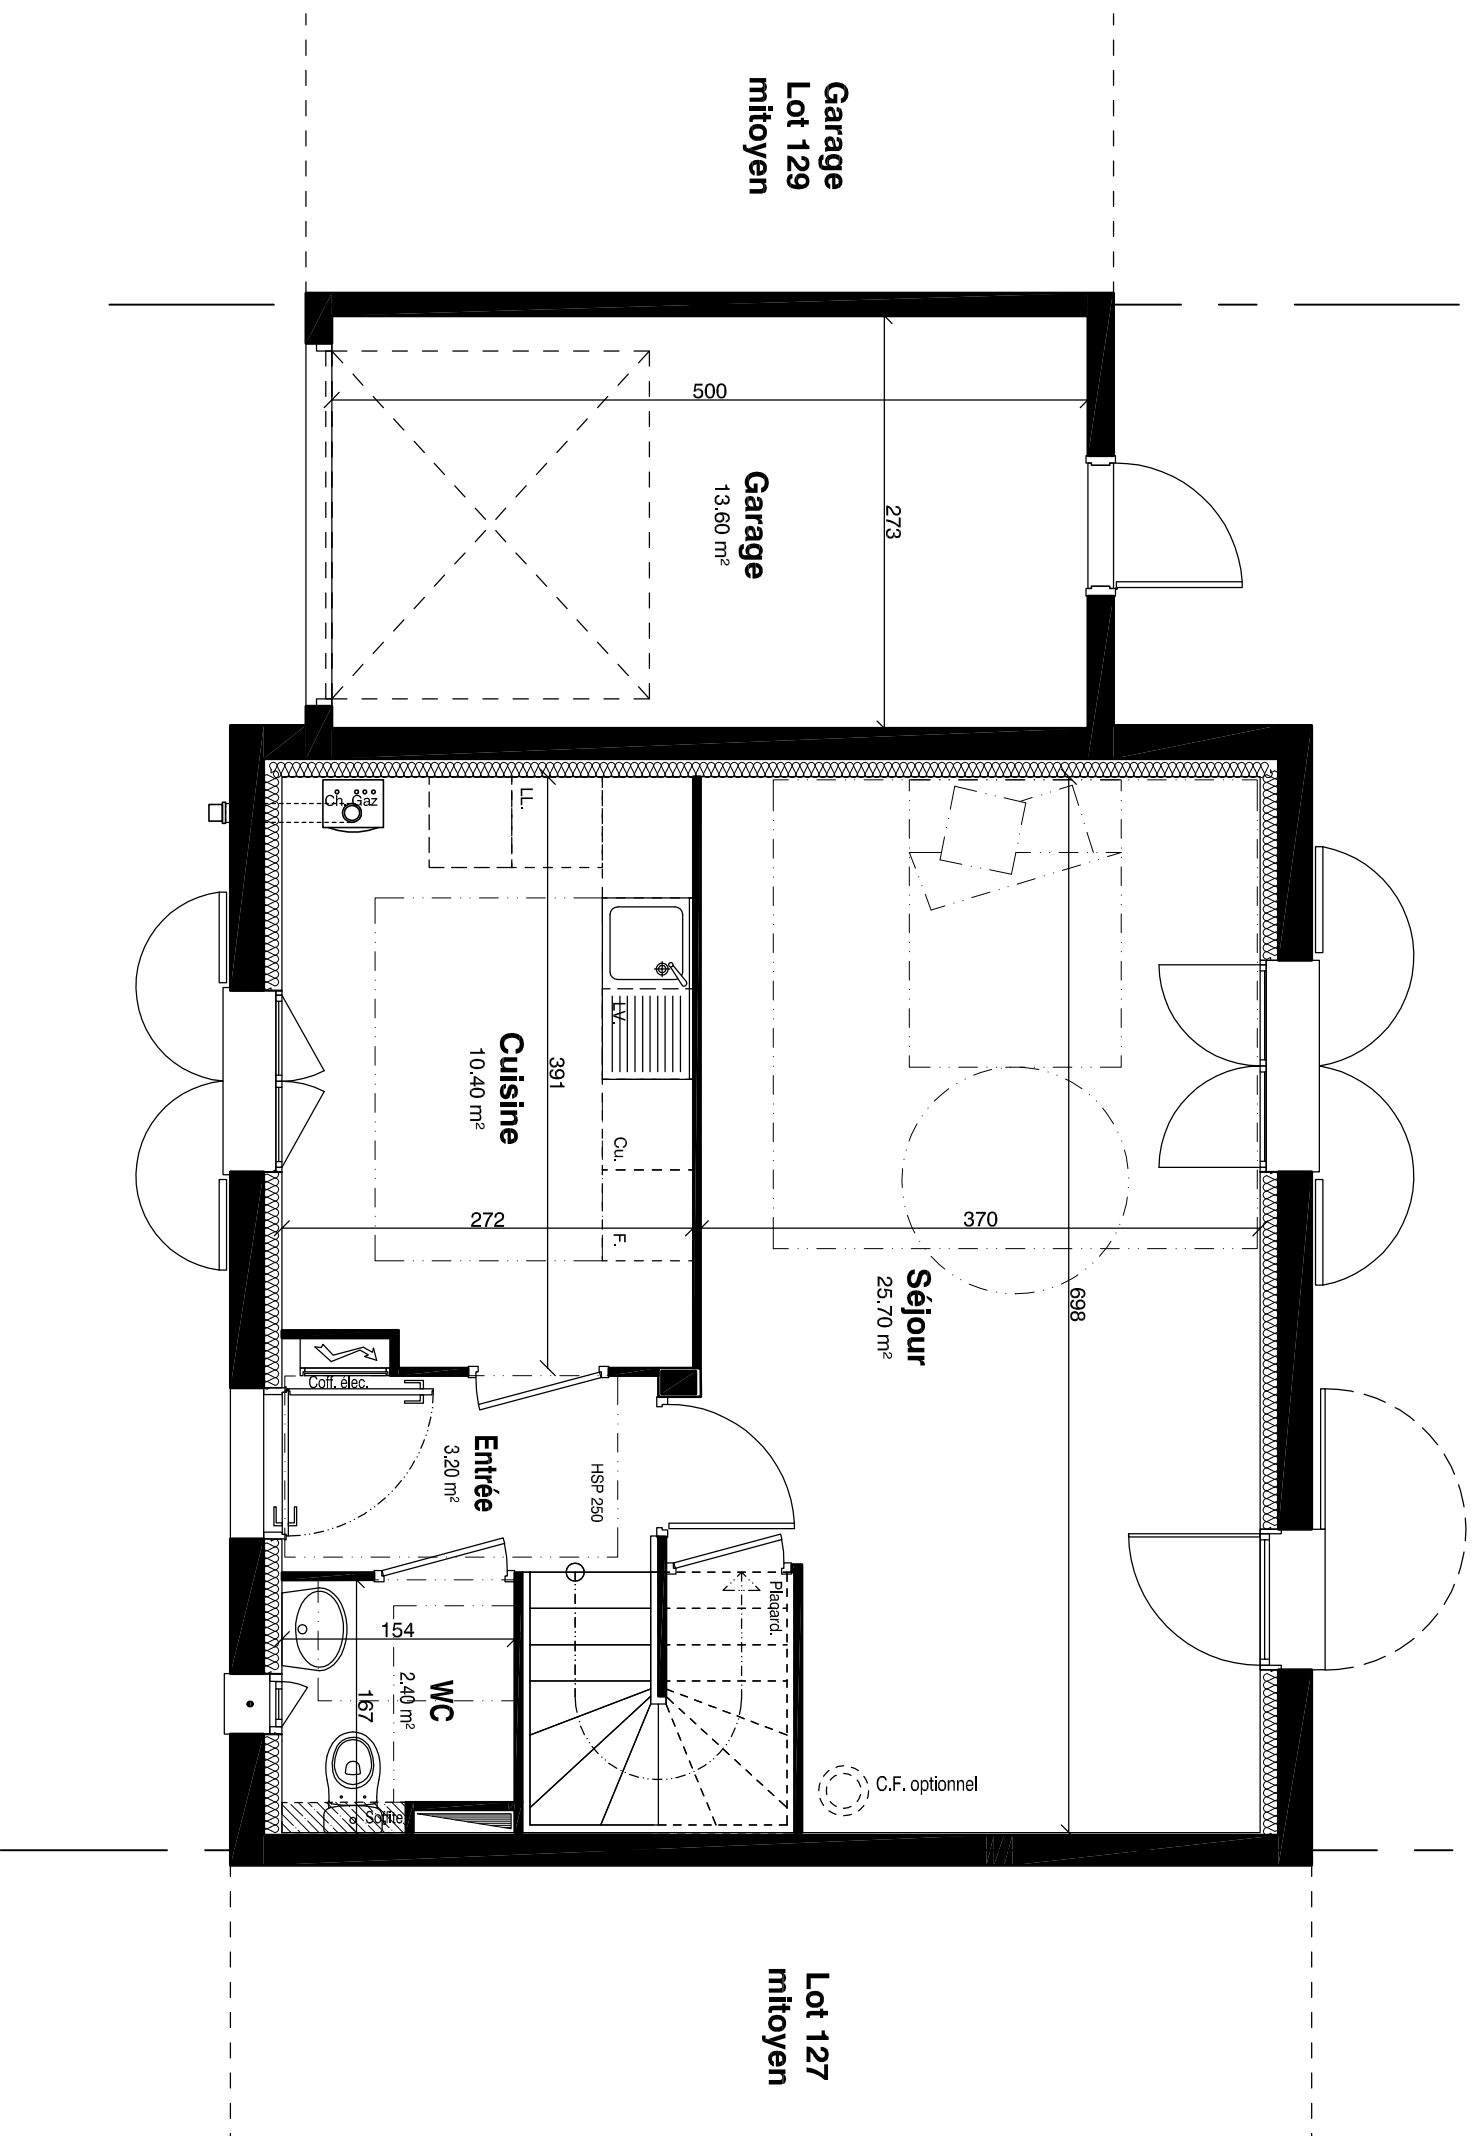 Garage
Lot 129
mitoyen
500
273
Garage
13.60 m²
Ch. Gaz
LL.
LV.
Cuisine
10.40 m²
391
Cu.
272
F.
370
698
Séjour
25.70 m²
Coff. élec.
Entrée
3.20 m²
HSP 250
Placard.
154
WC
2.40 m²
167
Soffite
C.F. optionnel
Lot 127
mitoyen